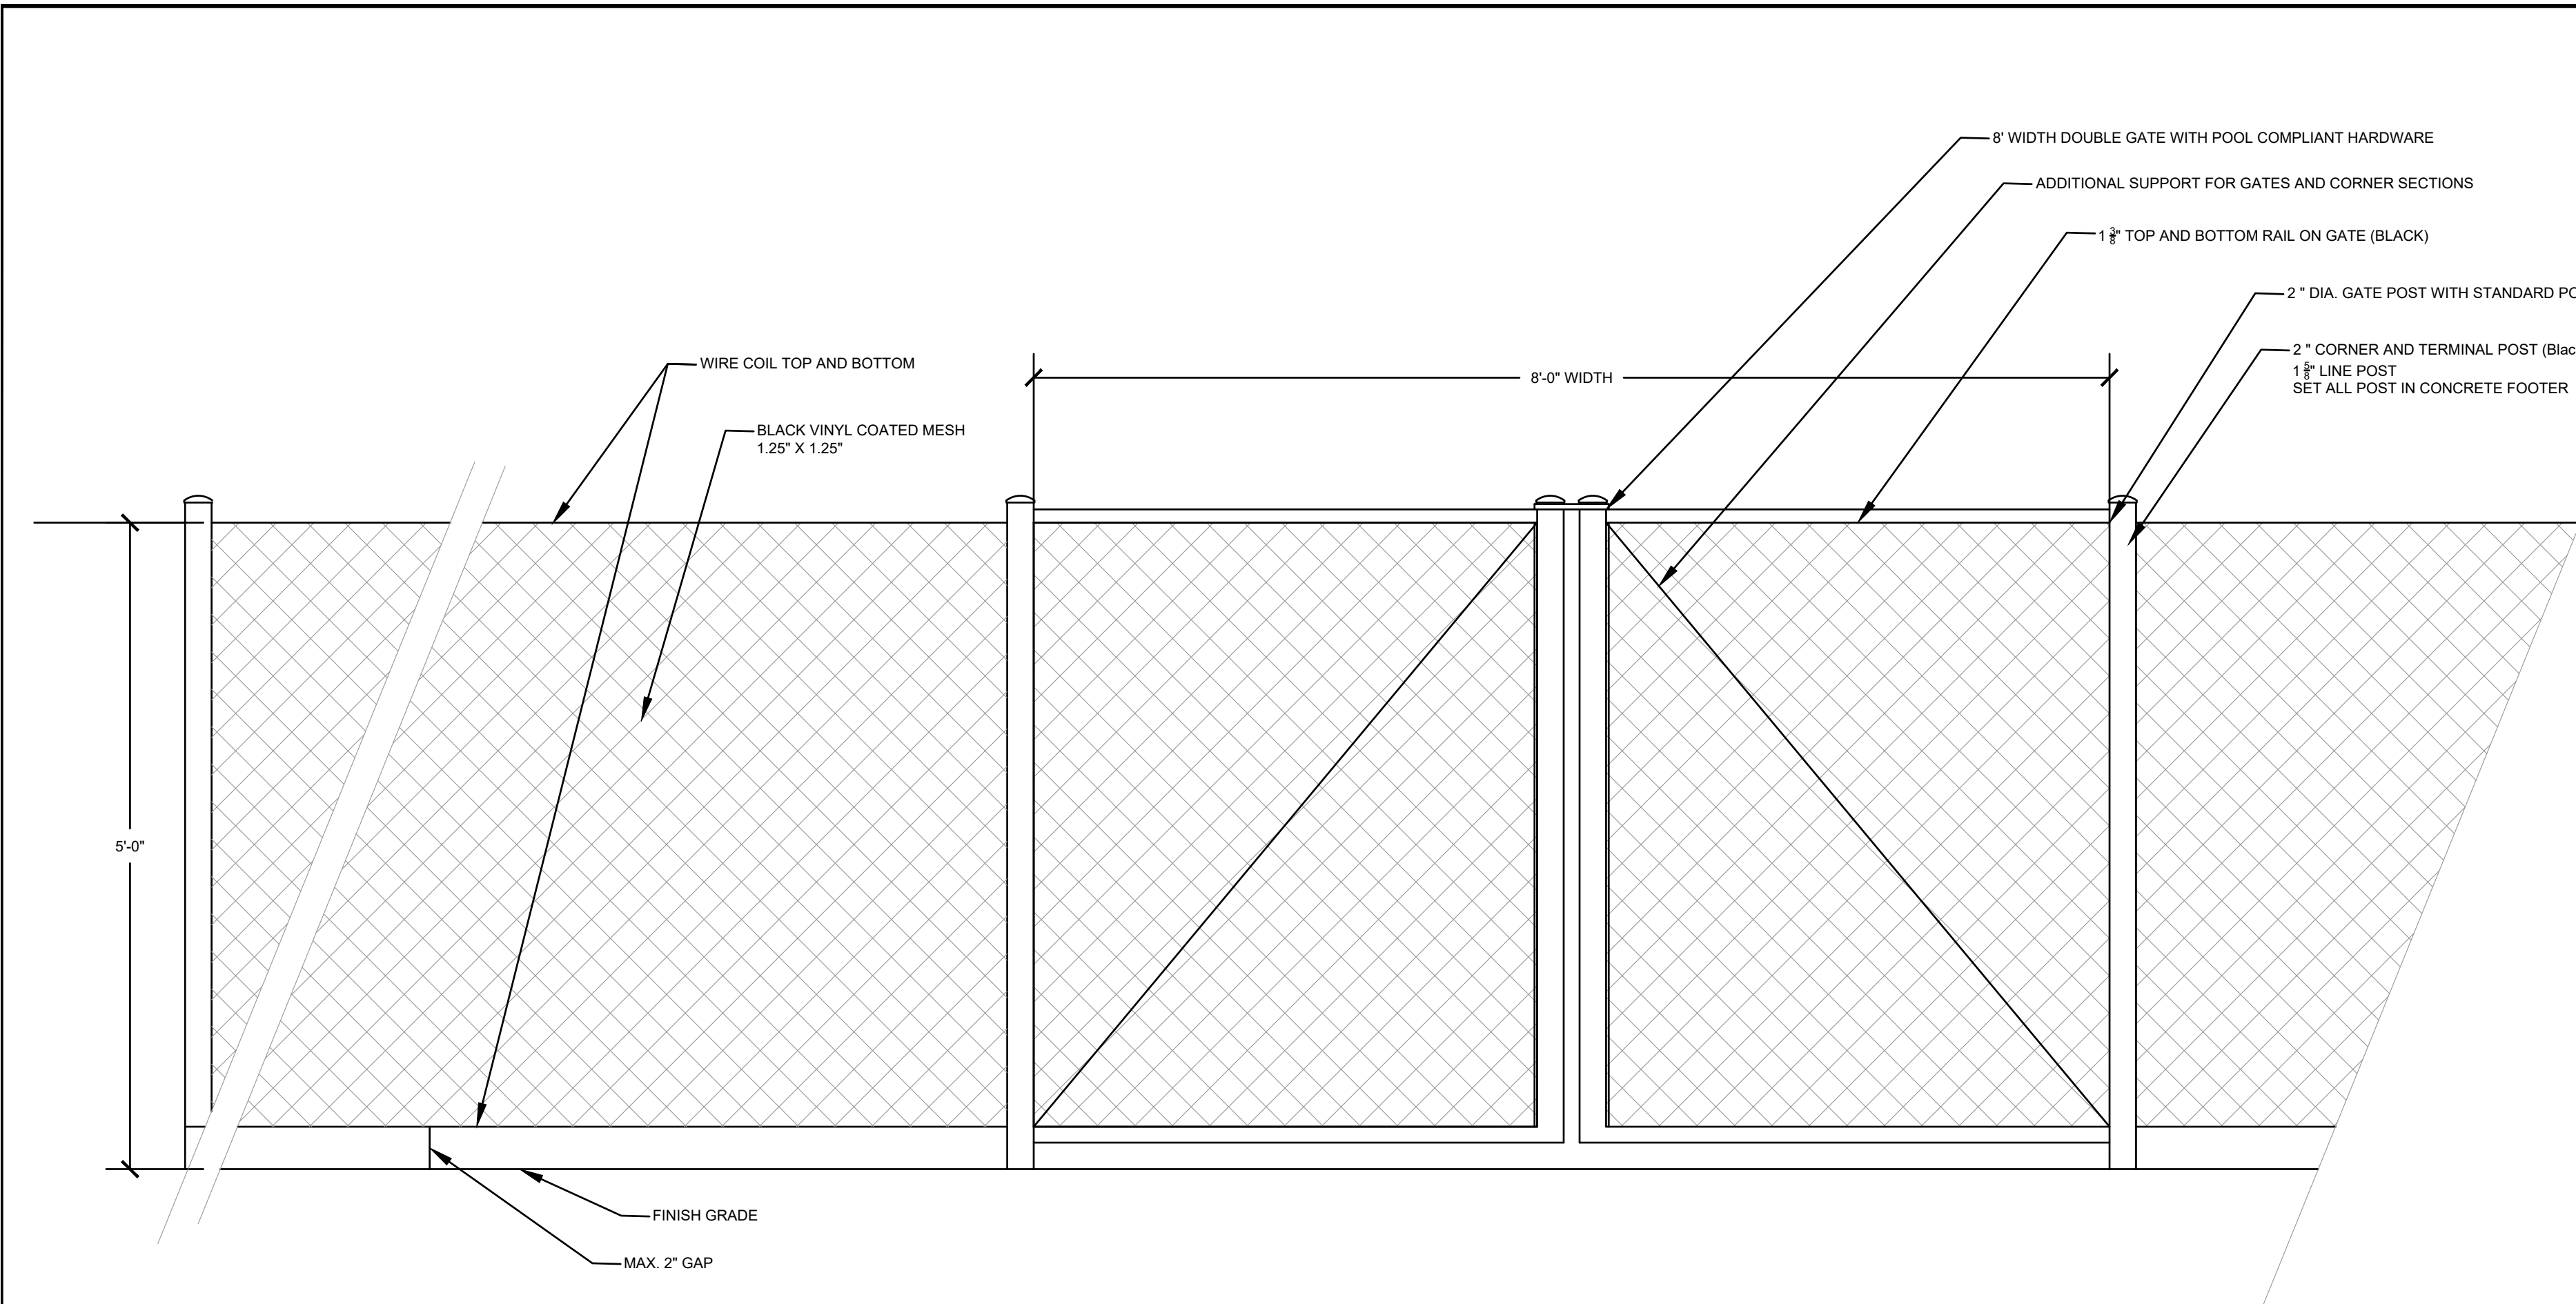 8' WIDTH DOUBLE GATE WITH POOL COMPLIANT HARDWARE
ADDITIONAL SUPPORT FOR GATES AND CORNER SECTIONS
1 3/8" TOP AND BOTTOM RAIL ON GATE (BLACK)
2 " DIA. GATE POST WITH STANDARD
2 " CORNER AND TERMINAL POST
1 5/8" LINE POST
SET ALL POST IN CONCRETE FOOTER
WIRE COIL TOP AND BOTTOM
8'-0" WIDTH
BLACK VINYL COATED MESH
1.25" X 1.25"
5'-0"
FINISH GRADE
MAX. 2" GAP